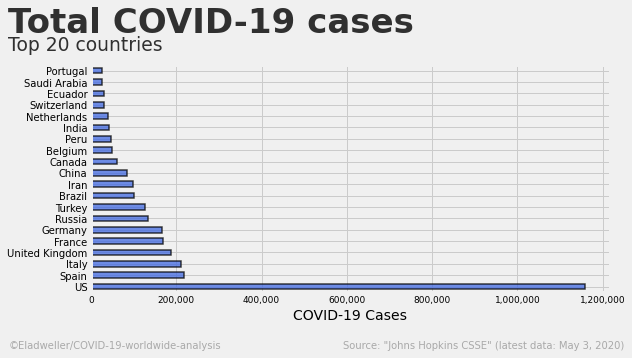 Total COVID-19 cases
Top 20 countries
Portugal
Saudi Arabia
Ecuador
Switzerland
Netherlands
India
Peru
Belgium
Canada
China
Iran
Brazil
Turkey
Russia
Germany
France
United Kingdom
Italy
Spain
US
0 200,000 400,000 600,000 800,000 1,000,000 1,200,000
COVID-19 Cases
©Eladweller/COVID-19-worldwide-analysis Source: "Johns Hopkins CSSE" (latest data: May 3, 2020)